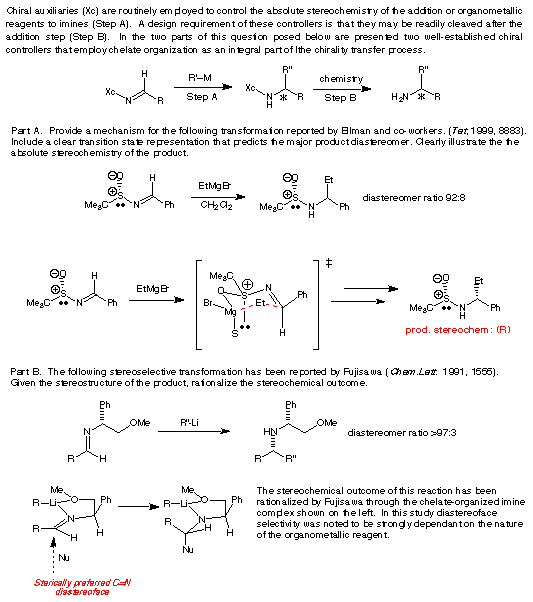 Chiral auxiliaries (Xc) are routinely employed to control the absolute stereochemistry of the addition or organometallic
reagents to imines (Step A). A design requirement of these controllers is that they may be readily cleaved after the
addition step (Step B). In the two parts of this question posed below are presented two well-established chiral
controllers that employ chelate organization as an integral part of lthe chirality transfer process.
H R'–M R" chemistry R"
Xc N R Step A Xc N H * R Step B H₂N * R
Part A. Provide a mechanism for the following transformation reported by Ellman and co-workers. (Tet, 1999, 8883).
Include a clear transition state representation that predicts the major product diastereomer. Clearly illustrate the the
absolute stereochemistry of the product.
⊖O H EtMgBr ⊖O Et
⊕ S Me₃C N Ph CH₂Cl₂ ⊕ S Me₃C N H Ph diastereomer ratio 92:8
⊖O H EtMgBr Me₃C ⊕ N ‡ ⊖O Et
⊕ S Me₃C N Ph O S Et Ph Br Mg H S ⊕ S Me₃C N H Ph
prod. stereochem: (R)
Part B. The following stereoselective transformation has been reported by Fujisawa (Chem. Lett. 1991, 1555).
Given the stereostructure of the product, rationalize the stereochemical outcome.
Ph Ph
N OMe R"-Li HN OMe diastereomer ratio >97:3
R H R R"
Me O Ph R–Li N R H H
Me O Ph R–Li N R H H Nu
Nu
The stereochemical outcome of this reaction has been
rationalized by Fujisawa through the chelate-organized imine
complex shown on the left. In this study diastereoface
selectivity was noted to be strongly dependant on the nature
of the organometallic reagent.
Sterically preferred C=N
diastereoface